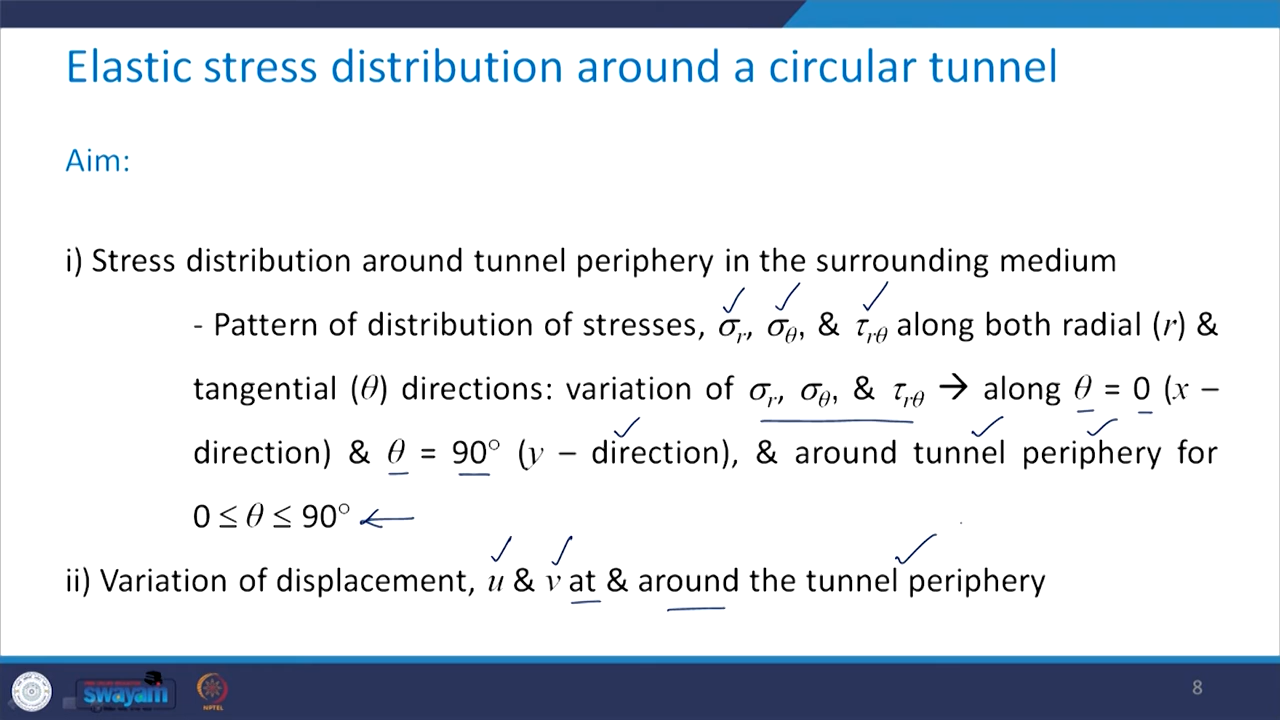 Elastic stress distribution around a circular tunnel
Aim:
i) Stress distribution around tunnel periphery in the surrounding medium
- Pattern of distribution of stresses, σr, σθ, & τrθ along both radial (r) &
tangential (θ) directions: variation of σr, σθ, & τrθ → along θ = 0 (x –
direction) & θ = 90° (y – direction), & around tunnel periphery for
0 ≤ θ ≤ 90°
ii) Variation of displacement, u & v at & around the tunnel periphery
swayam
NPTEL
8